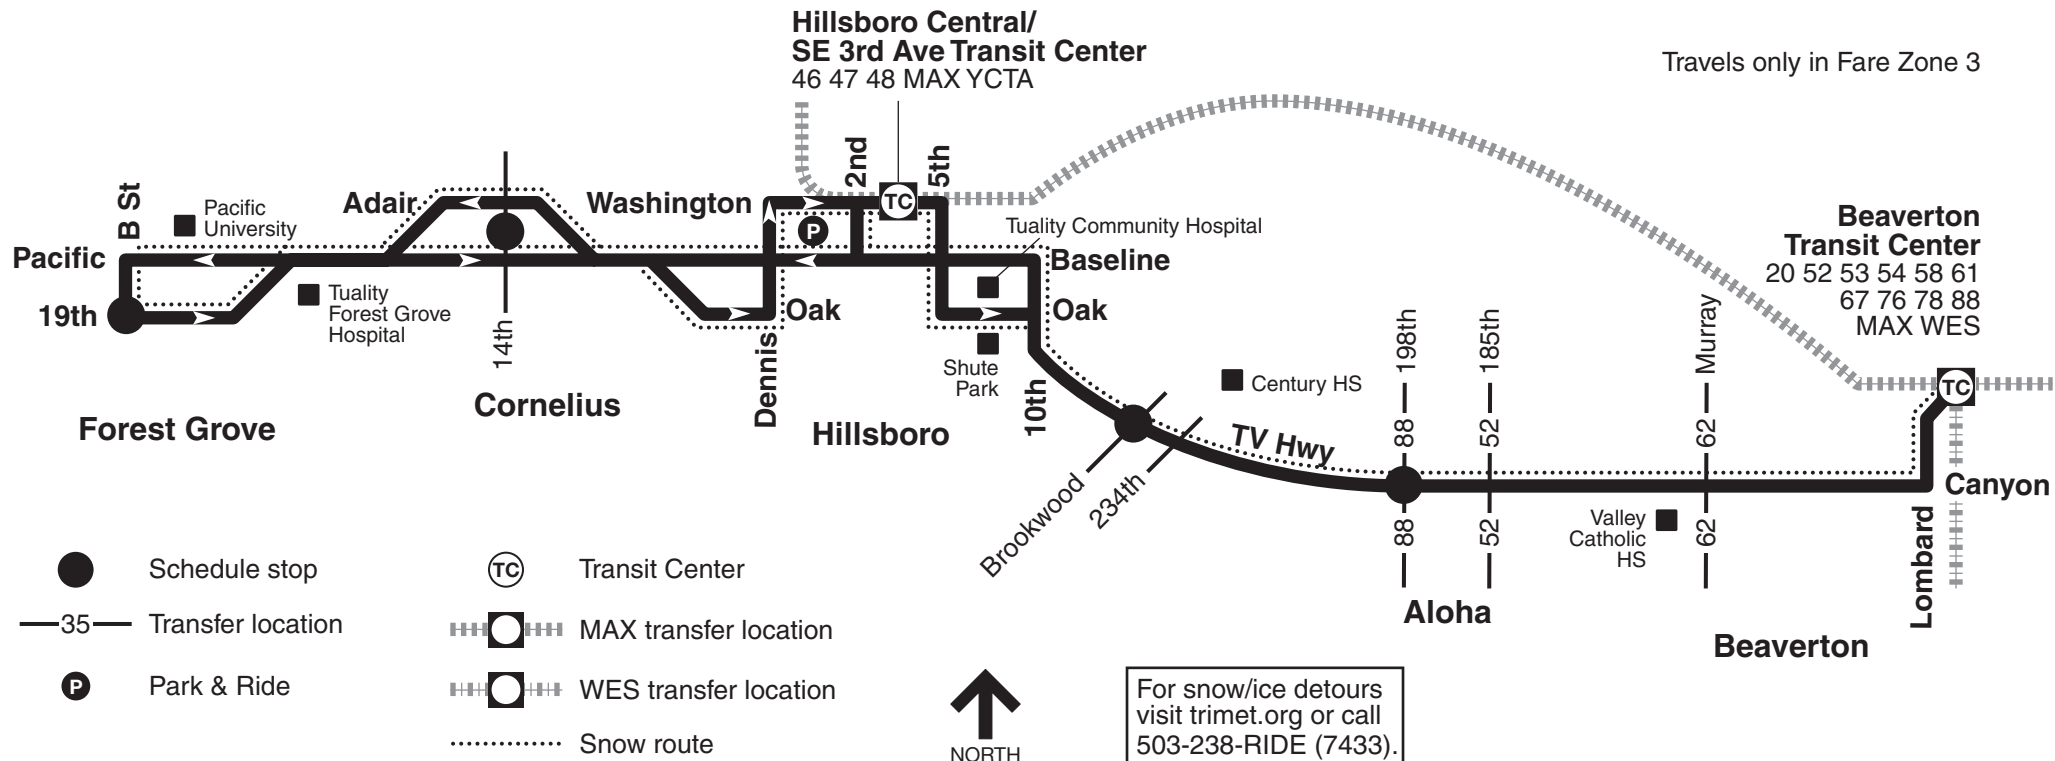 Hillsboro Central/
SE 3rd Ave Transit Center
46 47 48 MAX YCTA
Travels only in Fare Zone 3
B St
Pacific
University
Adair
Washington
2nd
TC
5th
Tuality Community Hospital
P
Pacific
Baseline
19th
Tuality
Forest Grove
Hospital
14th
Oak
Oak
Dennis
Shute
Park
10th
Beaverton
Transit Center
20 52 53 54 58 61
67 76 78 88
MAX WES
TC
Forest Grove
Cornelius
Hillsboro
Century HS
198th
185th
Murray
88
52
62
TV Hwy
Brookwood
234th
Canyon
88
52
62
Valley
Catholic
HS
Lombard
Aloha
Beaverton
Schedule stop
35
Transfer location
P
Park & Ride
TC
Transit Center
MAX transfer location
WES transfer location
Snow route
NORTH
For snow/ice detours
visit trimet.org or call
503-238-RIDE (7433).